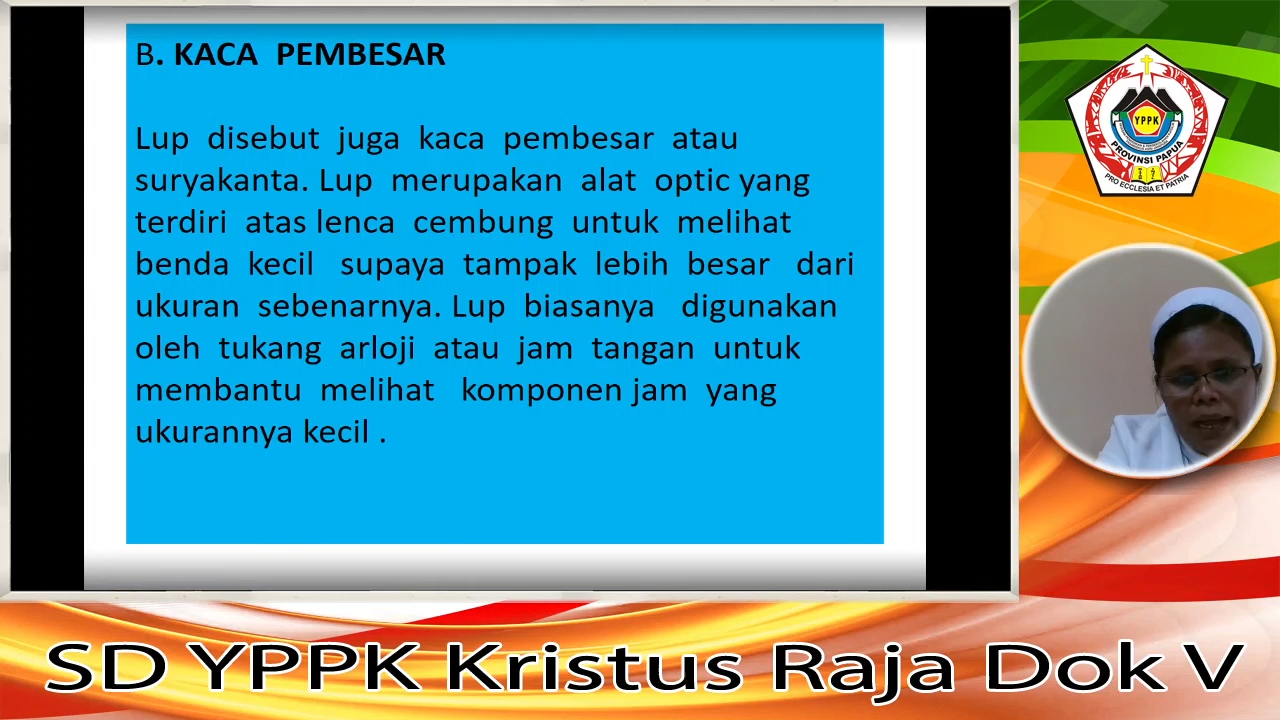 B. KACA PEMBESAR
Lup disebut juga kaca pembesar atau
suryakanta. Lup merupakan alat optic yang
terdiri atas lenca cembung untuk melihat
benda kecil supaya tampak lebih besar dari
ukuran sebenarnya. Lup biasanya digunakan
oleh tukang arloji atau jam tangan untuk
membantu melihat komponen jam yang
ukurannya kecil .
YPPK
PROVINSI PAPUA
PRO ECCLESIA ET PATRIA
SD YPPK Kristus Raja Dok V